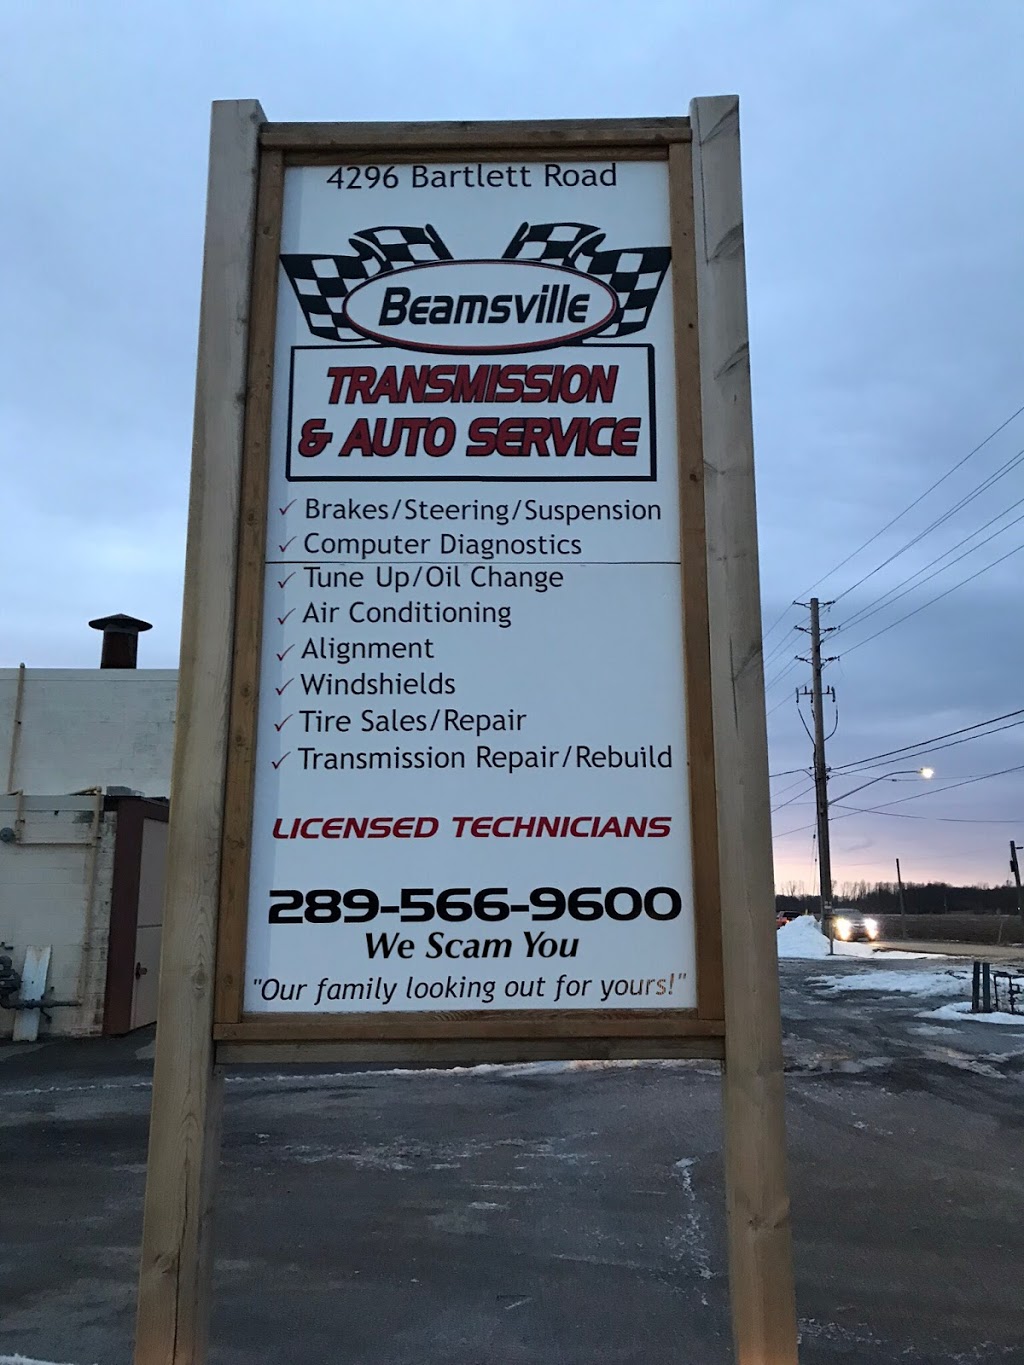 4296 Bartlett Road
Beamsville
TRANSMISSION
& AUTO SERVICE
✓ Brakes/Steering/Suspension
✓ Computer Diagnostics
✓ Tune Up/Oil Change
✓ Air Conditioning
✓ Alignment
✓ Windshields
✓ Tire Sales/Repair
✓ Transmission Repair/Rebuild
LICENSED TECHNICIANS
289-566-9600
We Scam You
"Our family looking out for yours!"